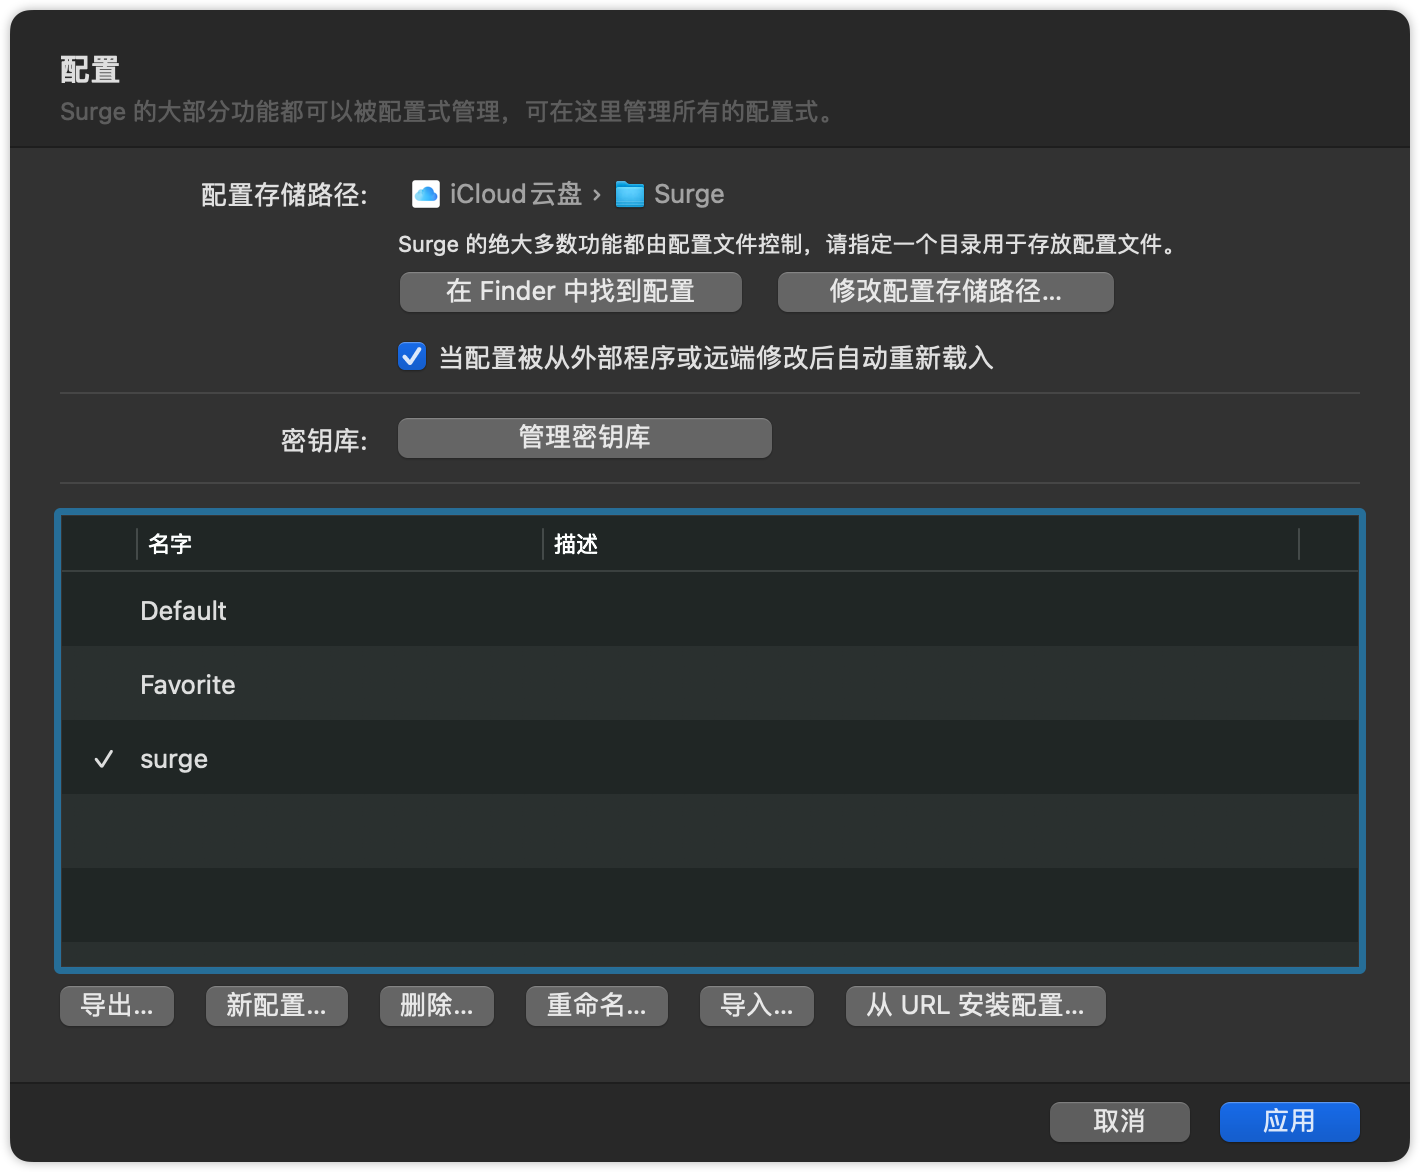 配置
Surge 的大部分功能都可以被配置式管理，可在这里管理所有的配置式。
配置存储路径: iCloud云盘 › Surge
Surge 的绝大多数功能都由配置文件控制，请指定一个目录用于存放配置文件。
在 Finder 中找到配置 修改配置存储路径...
当配置被从外部程序或远端修改后自动重新载入
密钥库: 管理密钥库
名字 描述
Default
Favorite
surge
导出... 新配置... 删除... 重命名... 导入... 从 URL 安装配置...
取消 应用